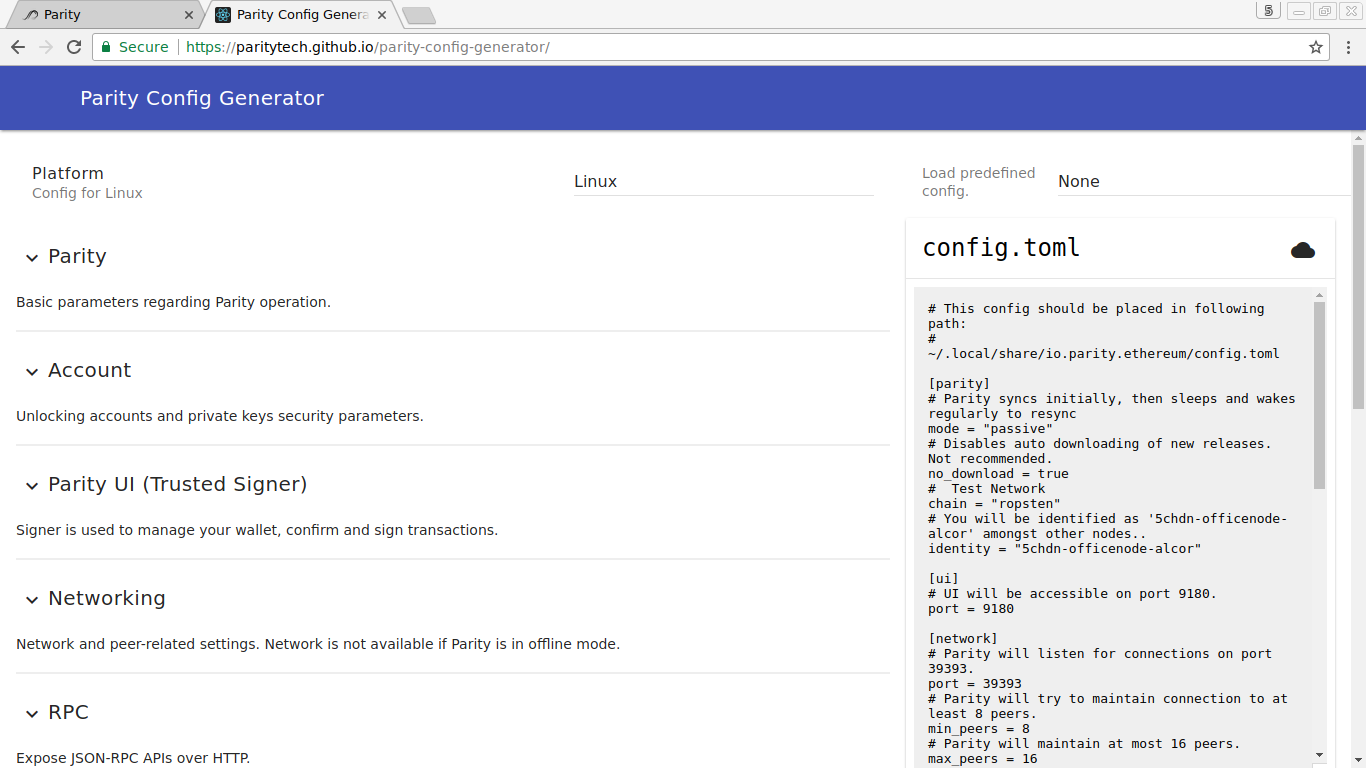 Parity
Parity Config Genera
5
Secure
https://paritytech.github.io/parity-config-generator/
Parity Config Generator
Platform
Config for Linux
Linux
Load predefined
config.
None
Parity
Basic parameters regarding Parity operation.
Account
Unlocking accounts and private keys security parameters.
Parity UI (Trusted Signer)
Signer is used to manage your wallet, confirm and sign transactions.
Networking
Network and peer-related settings. Network is not available if Parity is in offline mode.
RPC
Expose JSON-RPC APIs over HTTP.
config.toml
# This config should be placed in following
path:
#
~/.local/share/io.parity.ethereum/config.toml
[parity]
# Parity syncs initially, then sleeps and wakes
regularly to resync
mode = "passive"
# Disables auto downloading of new releases.
Not recommended.
no_download = true
#  Test Network
chain = "ropsten"
# You will be identified as '5chdn-officenode-
alcor' amongst other nodes..
identity = "5chdn-officenode-alcor"
[ui]
# UI will be accessible on port 9180.
port = 9180
[network]
# Parity will listen for connections on port
39393.
port = 39393
# Parity will try to maintain connection to at
least 8 peers.
min_peers = 8
# Parity will maintain at most 16 peers.
max_peers = 16